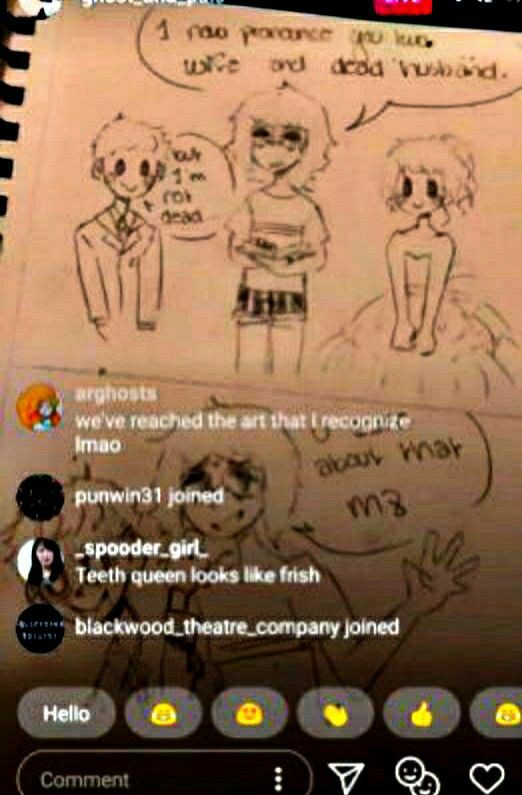 LIVE
I now pronounce you two
wife and dead husband.
but
I'm
not
dead
arghosts
we've reached the art that I recognize
lmao
about that
m8
punwin31 joined
_spooder_girl_
Teeth queen looks like frish
blackwood_theatre_company joined
Hello
Comment